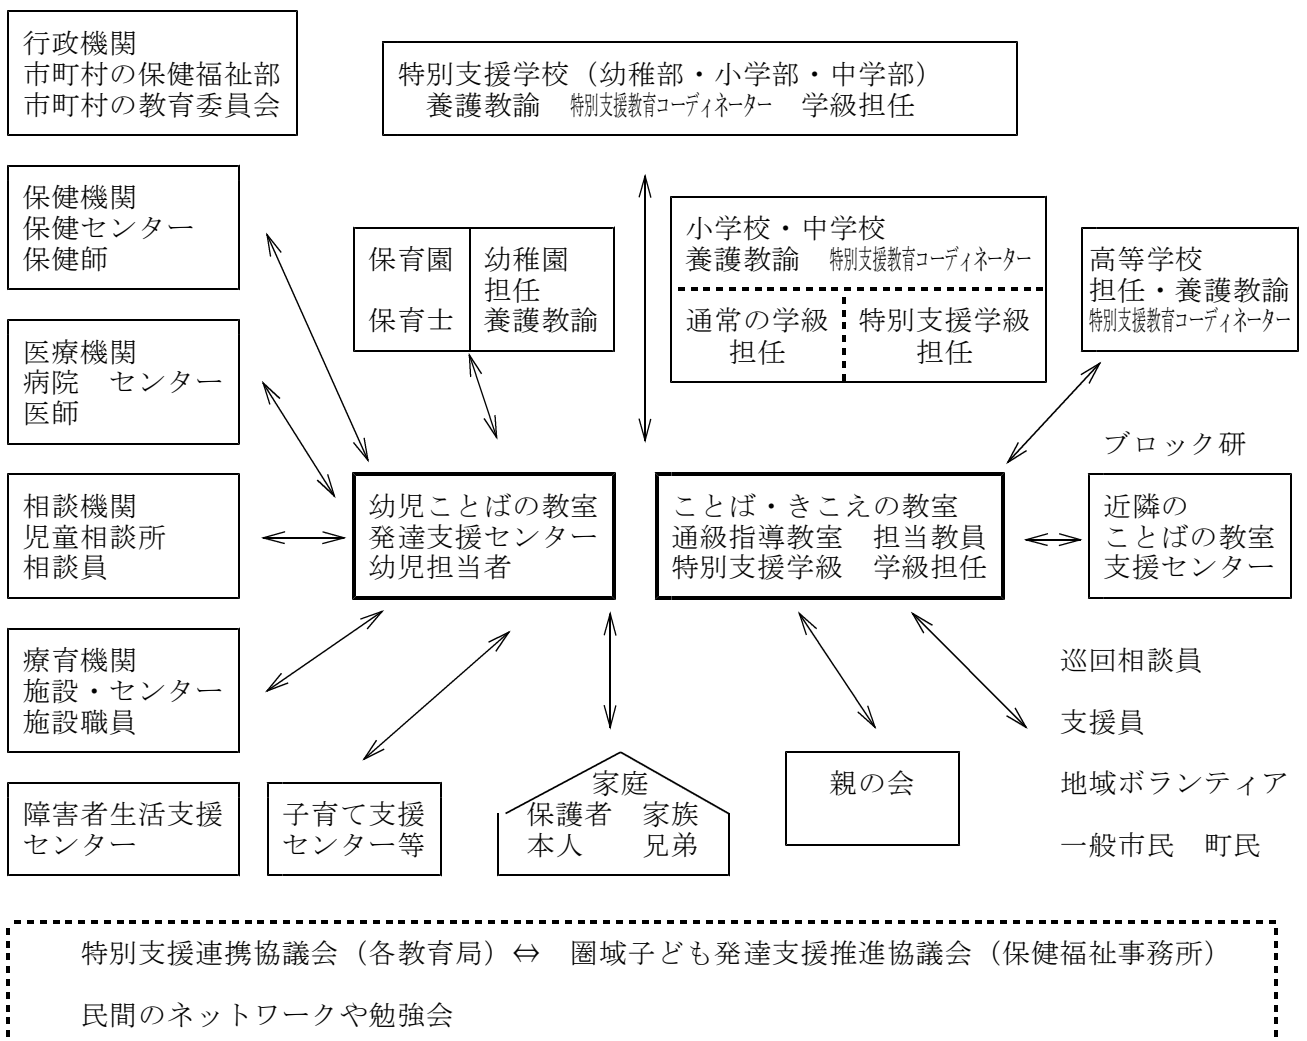 行政機関
市町村の保健福祉部
市町村の教育委員会
特別支援学校（幼稚部・小学部・中学部）
養護教諭　特別支援教育コーディネーター　学級担任
保健機関
保健センター
保健師
保育園
保育士
幼稚園
担任
養護教諭
小学校・中学校
養護教諭　特別支援教育コーディネーター
通常の学級
担任
特別支援学級
担任
高等学校
担任・養護教諭
特別支援教育コーディネーター
医療機関
病院　センター
医師
ブロック研
相談機関
児童相談所
相談員
幼児ことばの教室
発達支援センター
幼児担当者
ことば・きこえの教室
通級指導教室　担当教員
特別支援学級　学級担任
近隣の
ことばの教室
支援センター
療育機関
施設・センター
施設職員
巡回相談員
支援員
地域ボランティア
一般市民　町民
障害者生活支援
センター
子育て支援
センター等
家庭
保護者　家族
本人　　兄弟
親の会
特別支援連携協議会（各教育局）⇔　圏域子ども発達支援推進協議会（保健福祉事務所）
民間のネットワークや勉強会